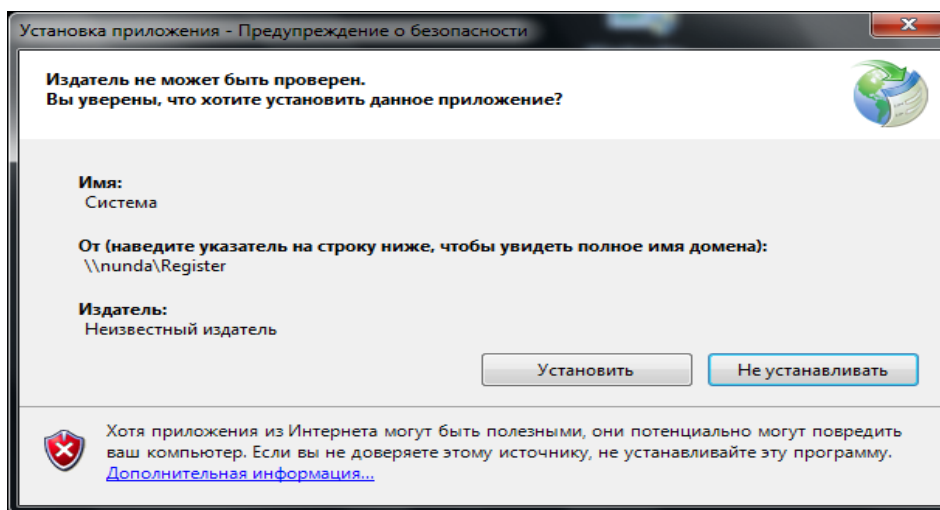 Установка приложения - Предупреждение о безопасности
Издатель не может быть проверен.
Вы уверены, что хотите установить данное приложение?
Имя:
Система
От (наведите указатель на строку ниже, чтобы увидеть полное имя домена):
\\nunda\Register
Издатель:
Неизвестный издатель
Установить
Не устанавливать
Хотя приложения из Интернета могут быть полезными, они потенциально могут повредить
ваш компьютер. Если вы не доверяете этому источнику, не устанавливайте эту программу.
Дополнительная информация...